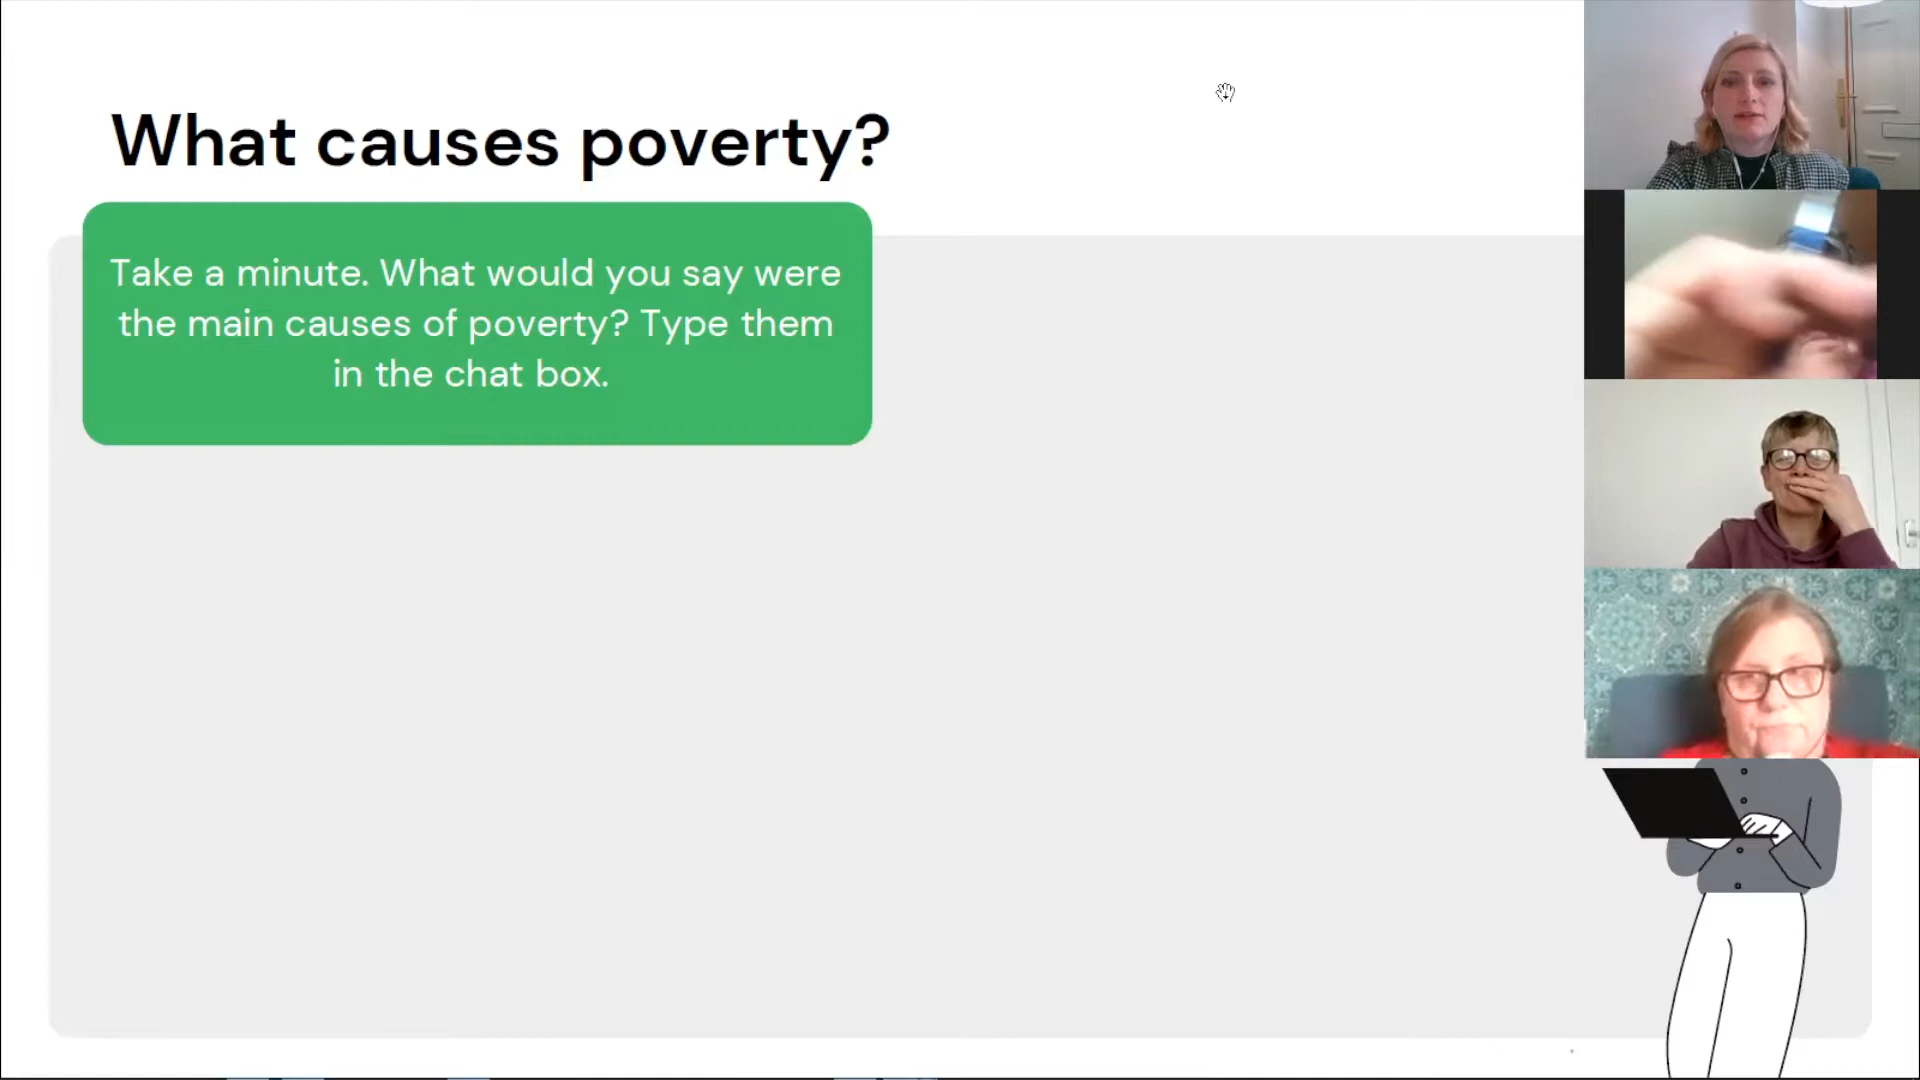 What causes poverty?
Take a minute. What would you say were
the main causes of poverty? Type them
in the chat box.